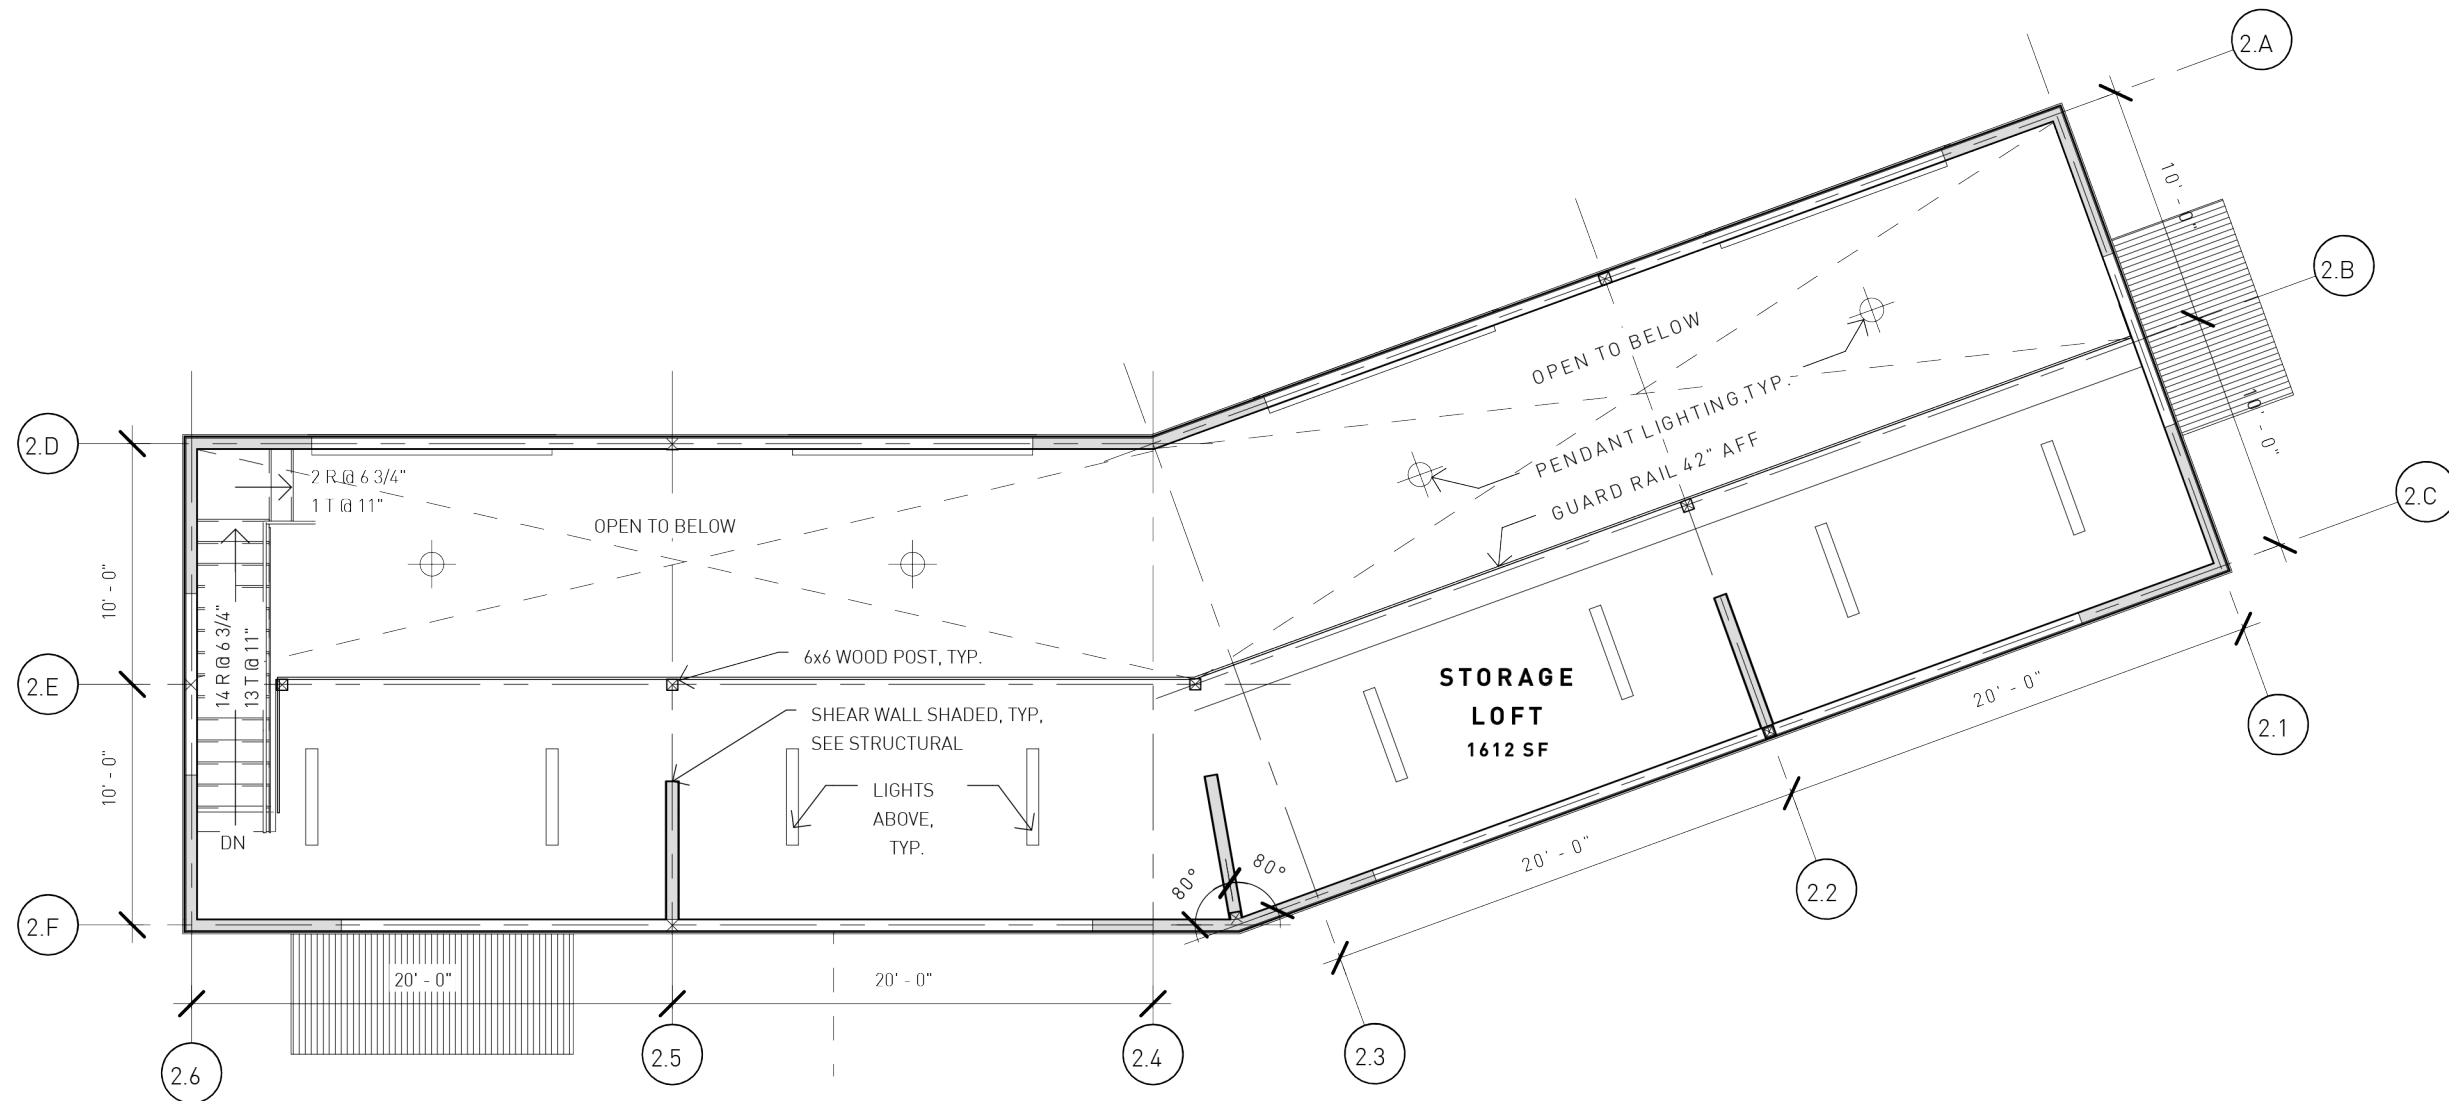 2.A
10' - 0"
2.B
10' - 0"
2.C
OPEN TO BELOW
PENDANT LIGHTING,TYP.
GUARD RAIL 42" AFF
2.D
2 R @ 6 3/4"
1 T @ 11"
OPEN TO BELOW
10' - 0"
14 R @ 6 3/4"
13 T @ 11"
6x6 WOOD POST, TYP.
2.E
STORAGE
LOFT
1612 SF
SHEAR WALL SHADED, TYP,
SEE STRUCTURAL
10' - 0"
LIGHTS
ABOVE,
TYP.
DN
80°
80°
20' - 0"
2.1
20' - 0"
2.2
2.F
20' - 0"
20' - 0"
2.6
2.5
2.4
2.3